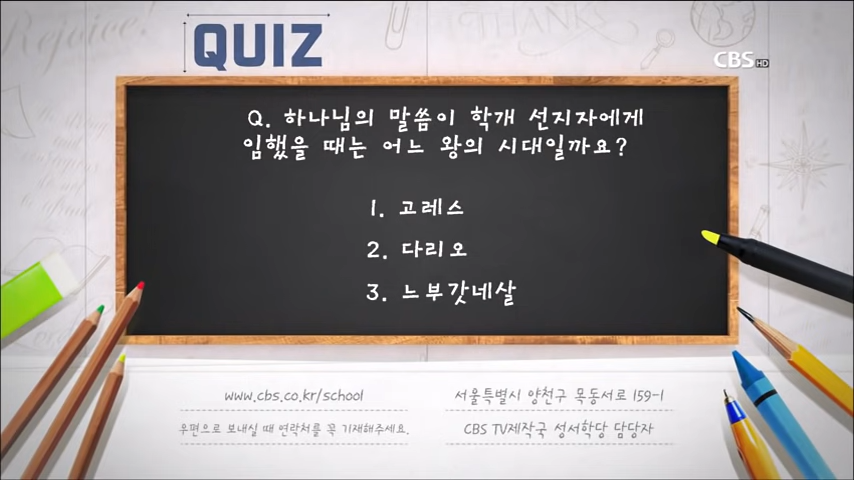 QUIZ
CBS HD
Q. 하나님의 말씀이 학개 선지자에게
임했을 때는 어느 왕의 시대일까요?
1. 고레스
2. 다리오
3. 느부갓네살
www.cbs.co.kr/school
우편으로 보내실 때 연락처를 꼭 기재해주세요.
서울특별시 양천구 목동서로 159-1
CBS TV제작국 성서학당 담당자